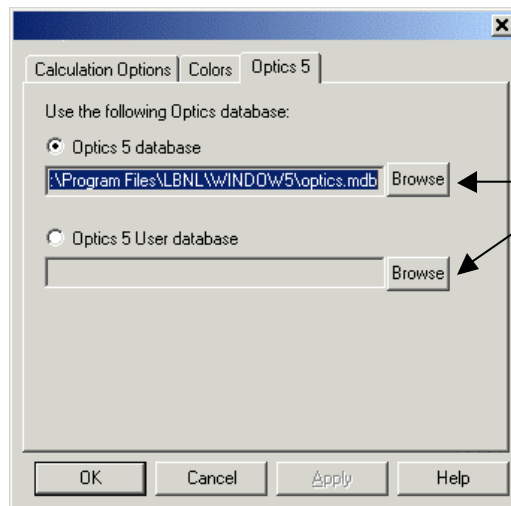 Calculation Options Colors Optics 5
Use the following Optics database:
Optics 5 database
:\Program Files\LBNL\WINDOW5\optics.mdb Browse
Optics 5 User database
Browse
OK Cancel Apply Help